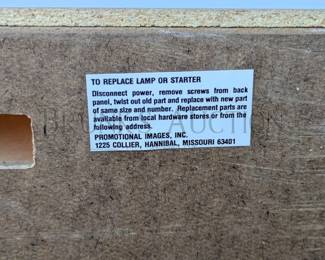 TO REPLACE LAMP OR STARTER
Disconnect power, remove screws from back
panel, twist out old part and replace with new part
of same size and number. Replacement parts are
available from local hardware stores or from the
following address.
PROMOTIONAL IMAGES, INC.
1225 COLLIER, HANNIBAL, MISSOURI 63401